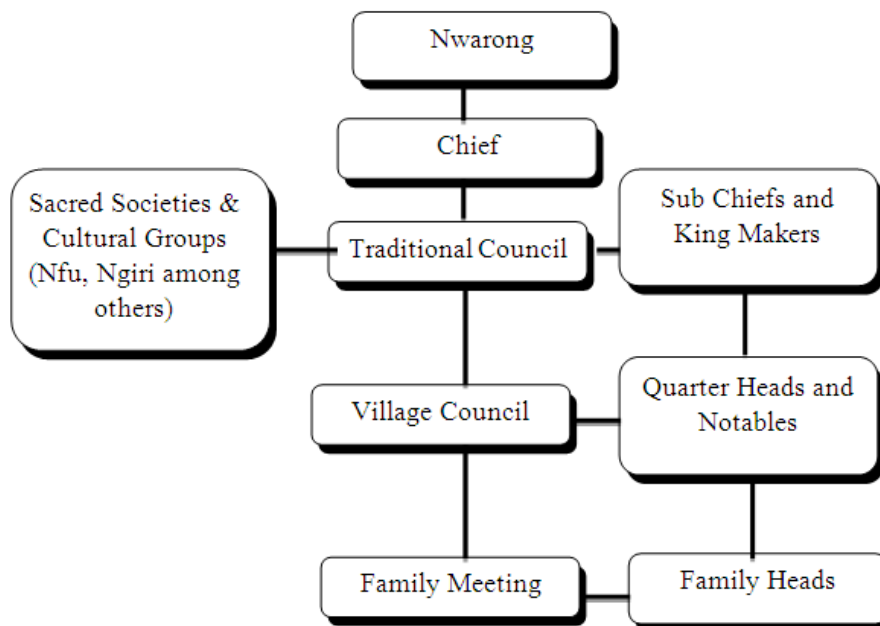 Nwarong
Chief
Sacred Societies &
Cultural Groups
(Nfu, Ngiri among
others)
Traditional Council
Sub Chiefs and
King Makers
Village Council
Quarter Heads and
Notables
Family Meeting
Family Heads